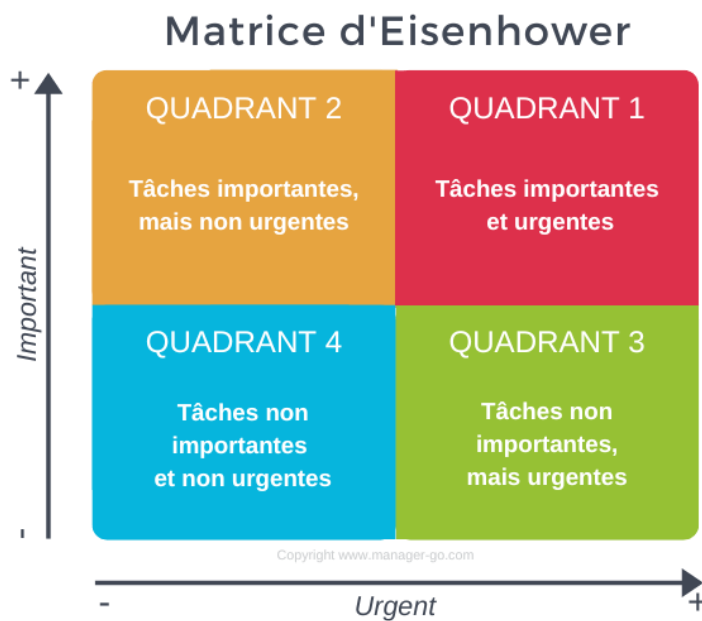 Matrice d'Eisenhower
+
QUADRANT 2
Tâches importantes,
mais non urgentes
QUADRANT 1
Tâches importantes
et urgentes
Important
QUADRANT 4
Tâches non
importantes
et non urgentes
QUADRANT 3
Tâches non
importantes,
mais urgentes
-
Copyright www.manager-go.com
-
Urgent
+